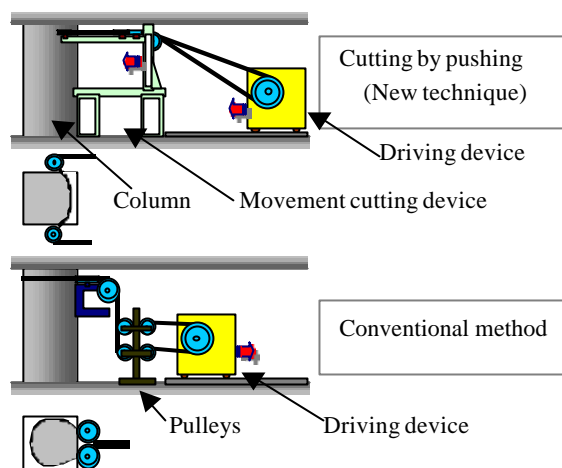 Cutting by pushing
(New technique)
Driving device
Column
Movement cutting device
Conventional method
Pulleys
Driving device